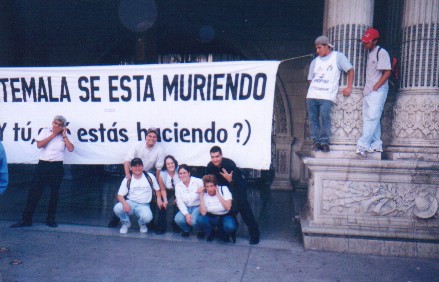 TEMALA SE ESTA MURIENDO
Y tú estás haciendo?)